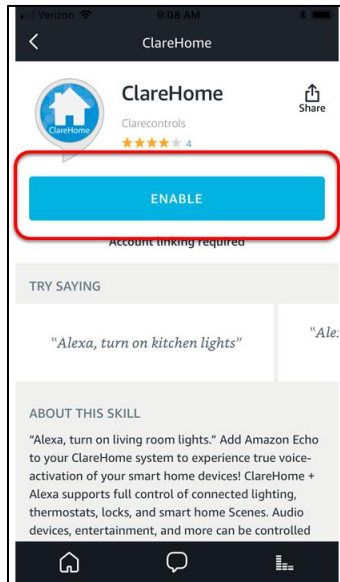 Verizon 9:08 AM
ClareHome
ClareHome
Share
Clarecontrols
ClareHome
4
ENABLE
Account linking required
TRY SAYING
"Alexa, turn on kitchen lights"
"Ale
ABOUT THIS SKILL
“Alexa, turn on living room lights.” Add Amazon Echo
to your ClareHome system to experience true voice-
activation of your smart home devices! ClareHome +
Alexa supports full control of connected lighting,
thermostats, locks, and smart home Scenes. Audio
devices, entertainment, and more can be controlled